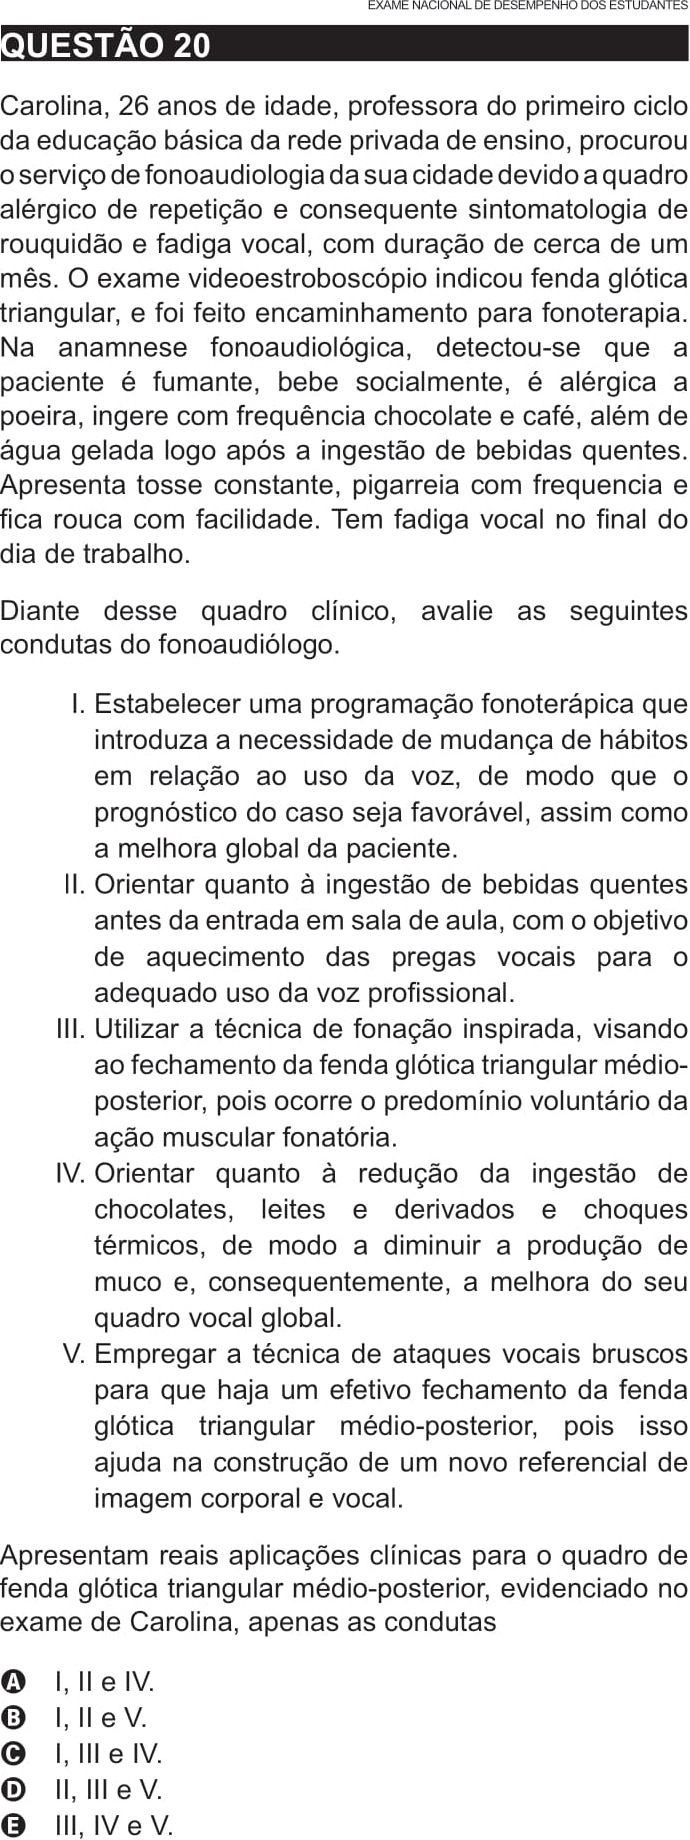 EXAME NACIONAL DE DESEMPENHO DOS ESTUDANTES
QUESTÃO 20
Carolina, 26 anos de idade, professora do primeiro ciclo
da educação básica da rede privada de ensino, procurou
o serviço de fonoaudiologia da sua cidade devido a quadro
alérgico de repetição e consequente sintomatologia de
rouquidão e fadiga vocal, com duração de cerca de um
mês. O exame videoestroboscópio indicou fenda glótica
triangular, e foi feito encaminhamento para fonoterapia.
Na anamnese fonoaudiológica, detectou-se que a
paciente é fumante, bebe socialmente, é alérgica a
poeira, ingere com frequência chocolate e café, além de
água gelada logo após a ingestão de bebidas quentes.
Apresenta tosse constante, pigarreia com frequencia e
fica rouca com facilidade. Tem fadiga vocal no final do
dia de trabalho.
Diante desse quadro clínico, avalie as seguintes
condutas do fonoaudiólogo.
I. Estabelecer uma programação fonoterápica que
introduza a necessidade de mudança de hábitos
em relação ao uso da voz, de modo que o
prognóstico do caso seja favorável, assim como
a melhora global da paciente.
II. Orientar quanto à ingestão de bebidas quentes
antes da entrada em sala de aula, com o objetivo
de aquecimento das pregas vocais para o
adequado uso da voz profissional.
III. Utilizar a técnica de fonação inspirada, visando
ao fechamento da fenda glótica triangular médio-
posterior, pois ocorre o predomínio voluntário da
ação muscular fonatória.
IV. Orientar quanto à redução da ingestão de
chocolates, leites e derivados e choques
térmicos, de modo a diminuir a produção de
muco e, consequentemente, a melhora do seu
quadro vocal global.
V. Empregar a técnica de ataques vocais bruscos
para que haja um efetivo fechamento da fenda
glótica triangular médio-posterior, pois isso
ajuda na construção de um novo referencial de
imagem corporal e vocal.
Apresentam reais aplicações clínicas para o quadro de
fenda glótica triangular médio-posterior, evidenciado no
exame de Carolina, apenas as condutas
A I, II e IV.
B I, II e V.
C I, III e IV.
D II, III e V.
E III, IV e V.